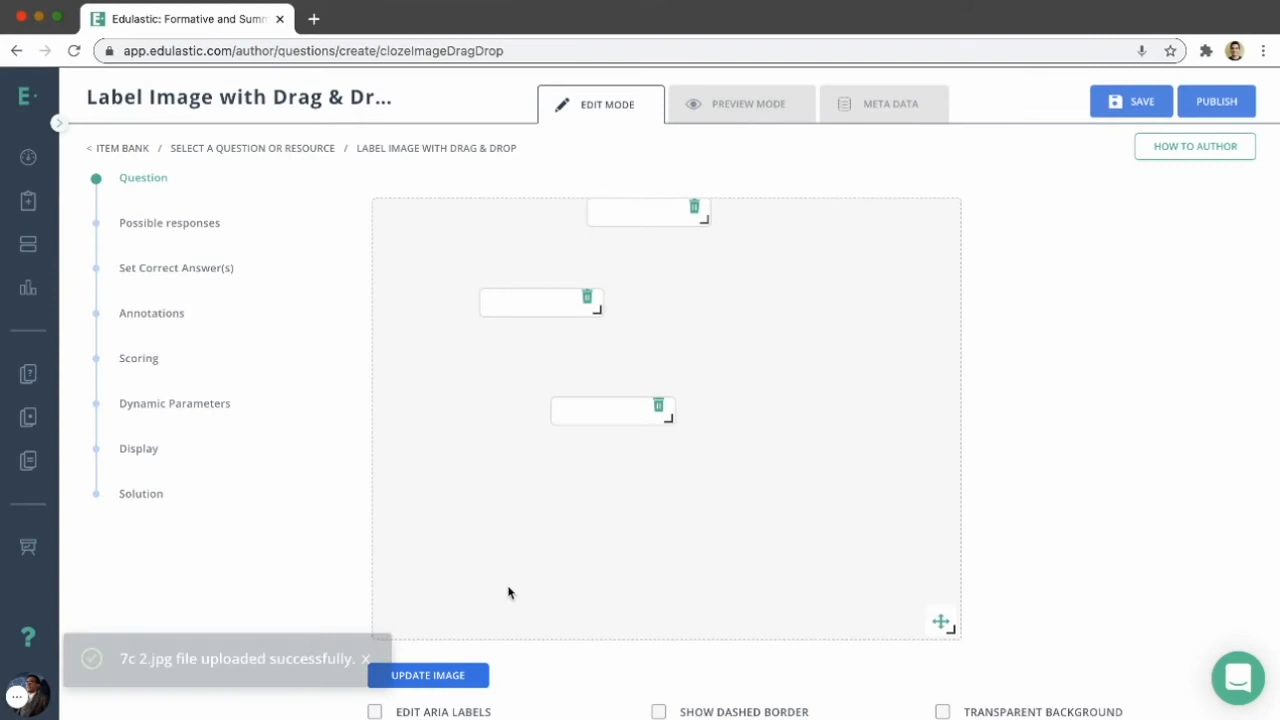 Edulastic: Formative and Summ
app.edulastic.com/author/questions/create/clozeImageDragDrop
E
Label Image with Drag & Dr...
EDIT MODE
PREVIEW MODE
META DATA
SAVE
PUBLISH
< ITEM BANK / SELECT A QUESTION OR RESOURCE / LABEL IMAGE WITH DRAG & DROP
HOW TO AUTHOR
Question
Possible responses
Set Correct Answer(s)
Annotations
Scoring
Dynamic Parameters
Display
Solution
7c 2.jpg file uploaded successfully.
UPDATE IMAGE
EDIT ARIA LABELS
SHOW DASHED BORDER
TRANSPARENT BACKGROUND